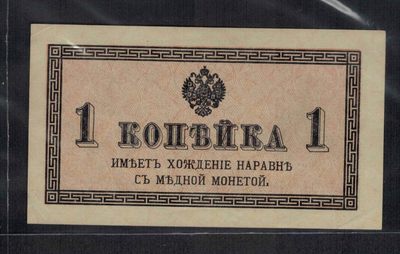 1 КОПѢЙКА 1
ИМѢЕТЪ ХОЖДЕНІЕ НАРАВНѢ
СЪ МѢДНОЙ МОНЕТОЙ.